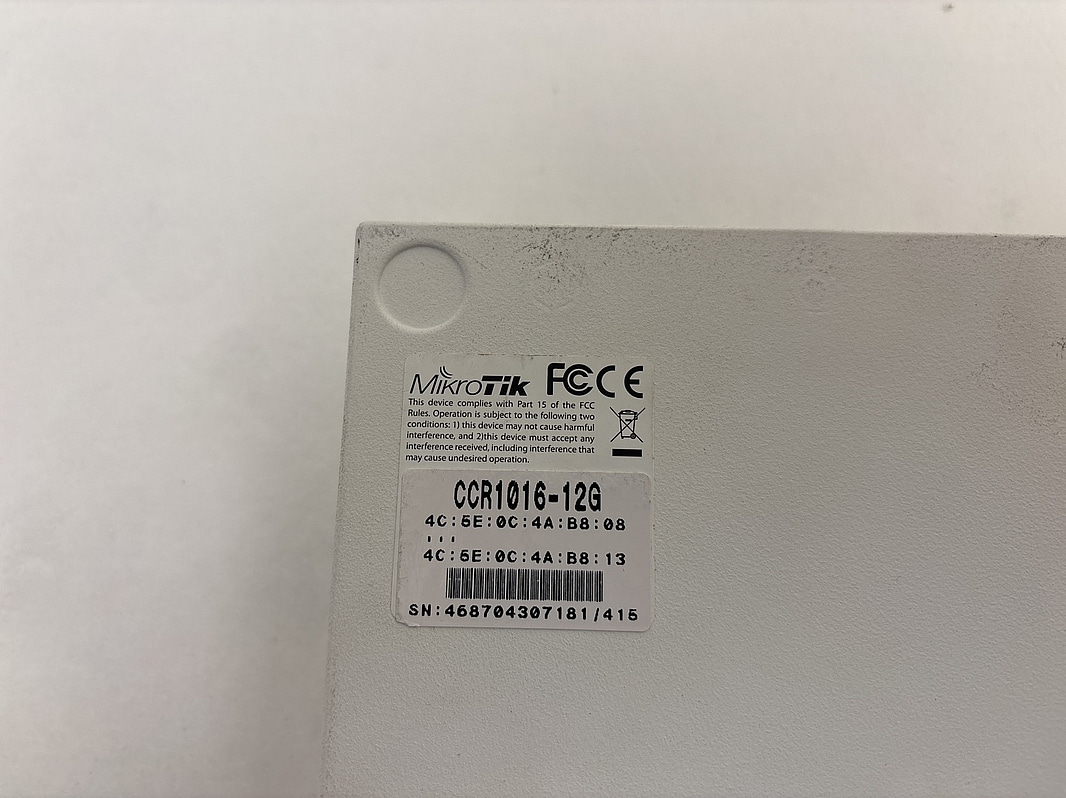 MikroTik FC CE
This device complies with Part 15 of the FCC
Rules. Operation is subject to the following two
conditions: 1) this device may not cause harmful
interference, and 2)this device must accept any
interference received, including interference that
may cause undesired operation.
CCR1016-12G
4C:5E:0C:4A:B8:08
...
4C:5E:0C:4A:B8:13
SN:468704307181/415